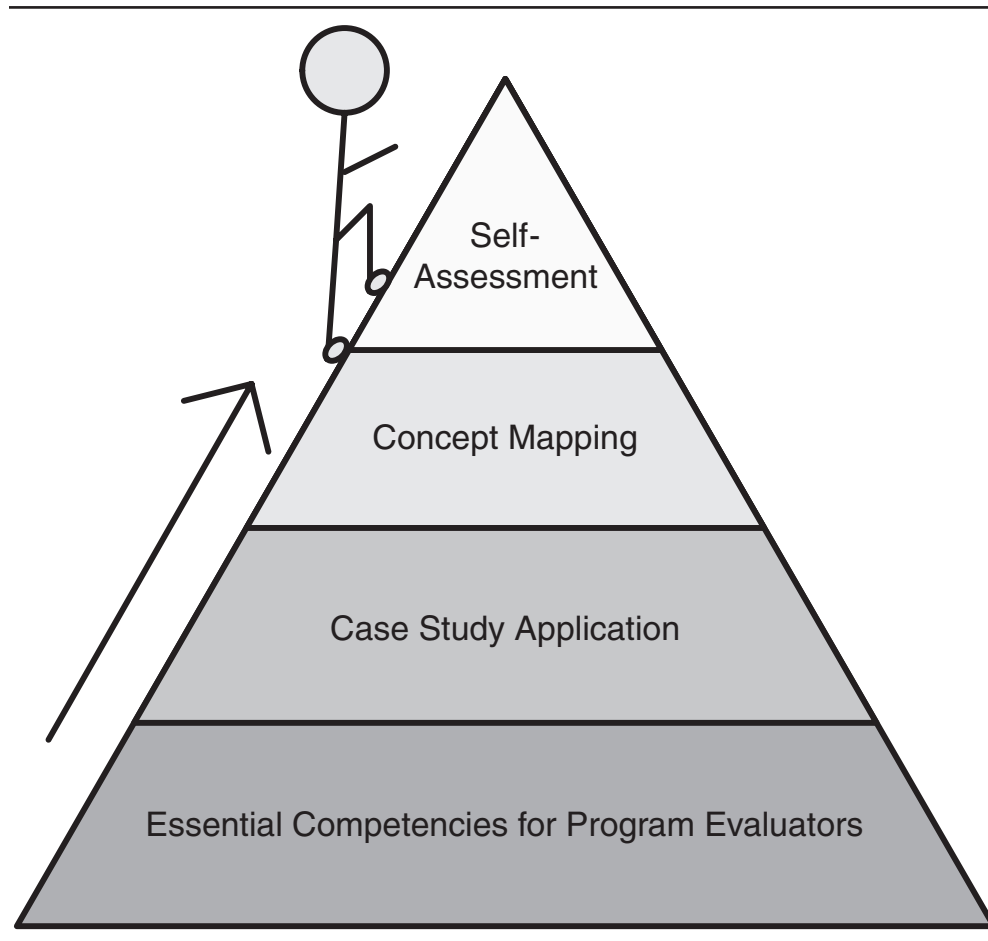 Self-
Assessment
Concept Mapping
Case Study Application
Essential Competencies for Program Evaluators